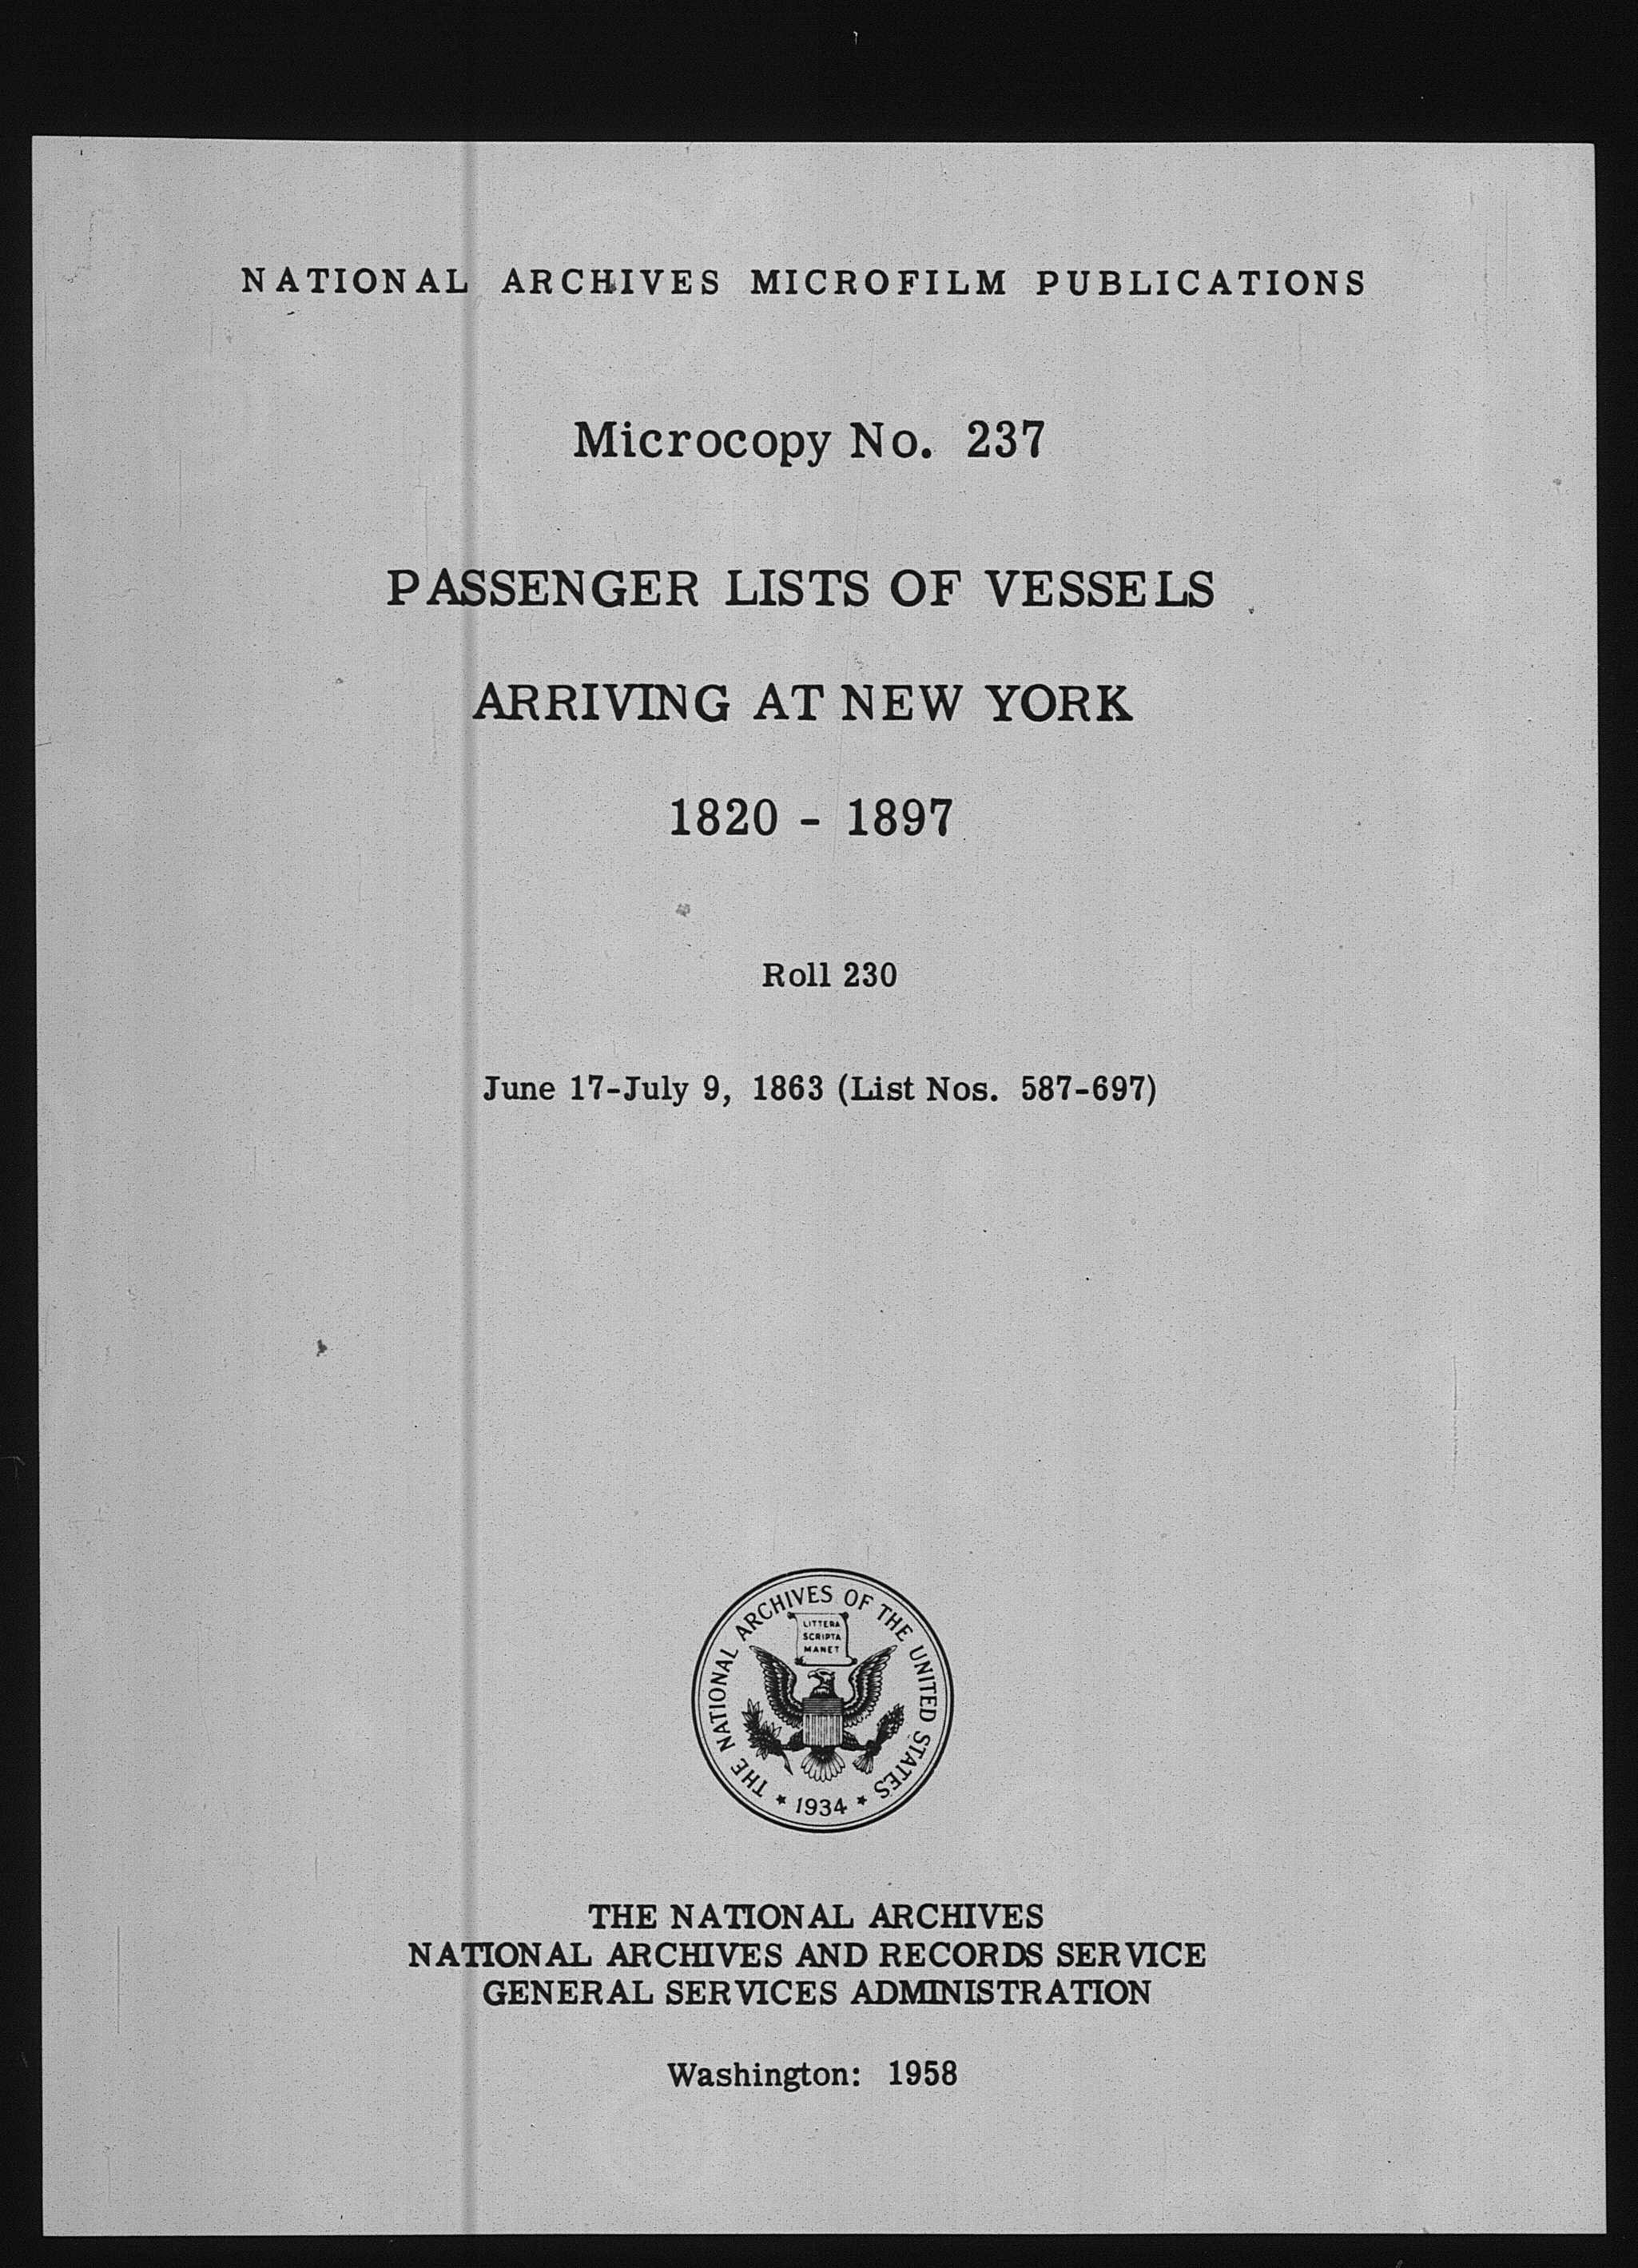 NATIONAL ARCHIVES MICROFILM PUBLICATIONS
Microcopy No. 237
PASSENGER LISTS OF VESSELS
ARRIVING AT NEW YORK
1820 - 1897
Roll 230
June 17-July 9, 1863 (List Nos. 587-697)
THE NATIONAL ARCHIVES OF THE UNITED STATES
LITTERA
SCRIPTA
MANET
★ 1934 ★
THE NATIONAL ARCHIVES
NATIONAL ARCHIVES AND RECORDS SERVICE
GENERAL SERVICES ADMINISTRATION
Washington: 1958